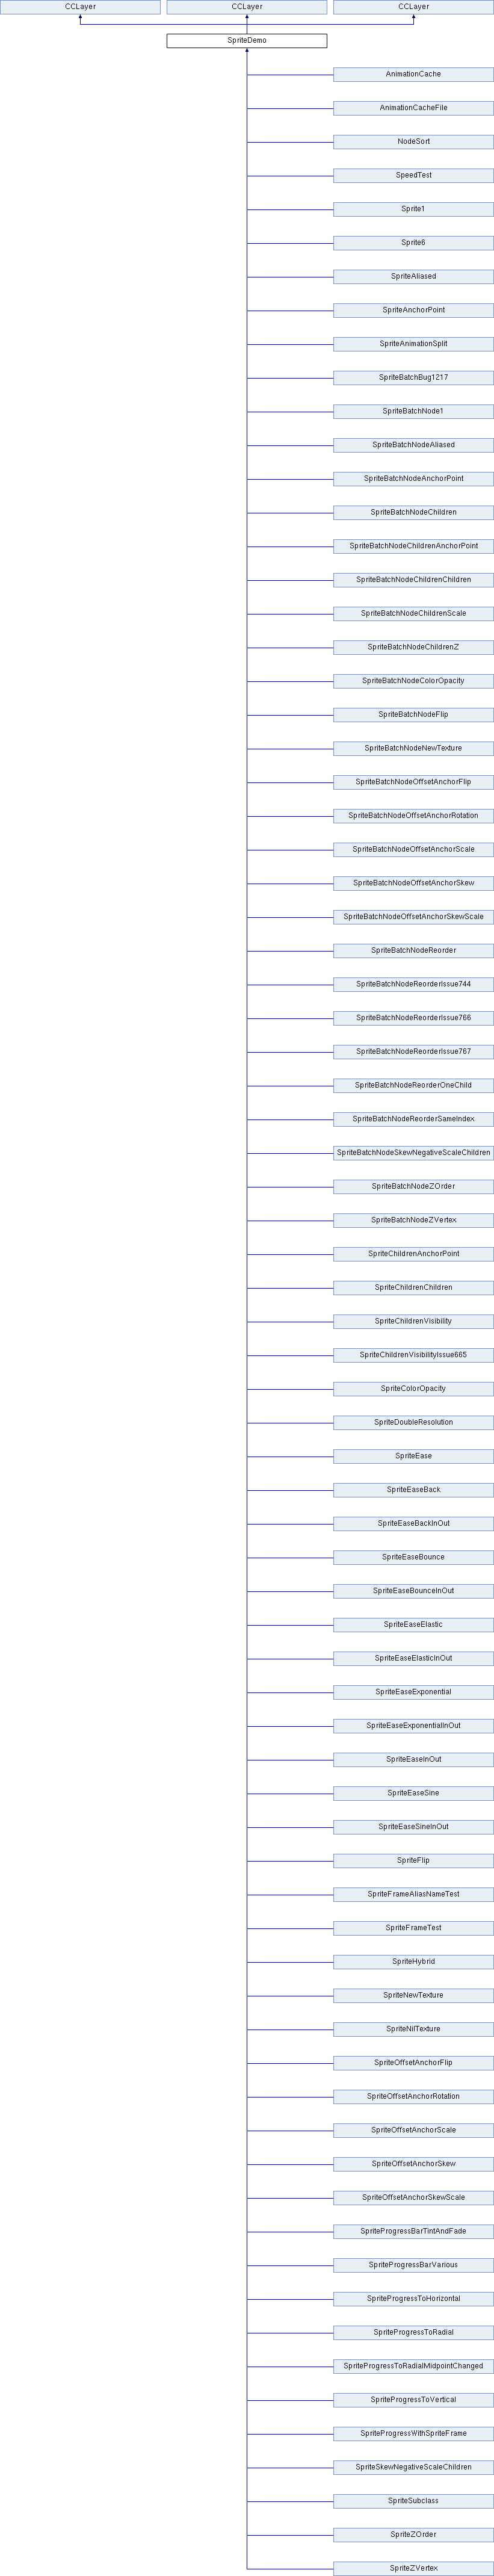 CCLayer CCLayer CCLayer
SpriteDemo
AnimationCache
AnimationCacheFile
NodeSort
SpeedTest
Sprite1
Sprite6
SpriteAliased
SpriteAnchorPoint
SpriteAnimationSplit
SpriteBatchBug1217
SpriteBatchNode1
SpriteBatchNodeAliased
SpriteBatchNodeAnchorPoint
SpriteBatchNodeChildren
SpriteBatchNodeChildrenAnchorPoint
SpriteBatchNodeChildrenChildren
SpriteBatchNodeChildrenScale
SpriteBatchNodeChildrenZ
SpriteBatchNodeColorOpacity
SpriteBatchNodeFlip
SpriteBatchNodeNewTexture
SpriteBatchNodeOffsetAnchorFlip
SpriteBatchNodeOffsetAnchorRotation
SpriteBatchNodeOffsetAnchorScale
SpriteBatchNodeOffsetAnchorSkew
SpriteBatchNodeOffsetAnchorSkewScale
SpriteBatchNodeReorder
SpriteBatchNodeReorderIssue744
SpriteBatchNodeReorderIssue766
SpriteBatchNodeReorderIssue767
SpriteBatchNodeReorderOneChild
SpriteBatchNodeReorderSameIndex
SpriteBatchNodeSkewNegativeScaleChildren
SpriteBatchNodeZOrder
SpriteBatchNodeZVertex
SpriteChildrenAnchorPoint
SpriteChildrenChildren
SpriteChildrenVisibility
SpriteChildrenVisibilityIssue665
SpriteColorOpacity
SpriteDoubleResolution
SpriteEase
SpriteEaseBack
SpriteEaseBackInOut
SpriteEaseBounce
SpriteEaseBounceInOut
SpriteEaseElastic
SpriteEaseElasticInOut
SpriteEaseExponential
SpriteEaseExponentialInOut
SpriteEaseInOut
SpriteEaseSine
SpriteEaseSineInOut
SpriteFlip
SpriteFrameAliasNameTest
SpriteFrameTest
SpriteHybrid
SpriteNewTexture
SpriteNilTexture
SpriteOffsetAnchorFlip
SpriteOffsetAnchorRotation
SpriteOffsetAnchorScale
SpriteOffsetAnchorSkew
SpriteOffsetAnchorSkewScale
SpriteProgressBarTintAndFade
SpriteProgressBarVarious
SpriteProgressToHorizontal
SpriteProgressToRadial
SpriteProgressToRadialMidpointChanged
SpriteProgressToVertical
SpriteProgressWithSpriteFrame
SpriteSkewNegativeScaleChildren
SpriteSubclass
SpriteZOrder
SpriteZVertex